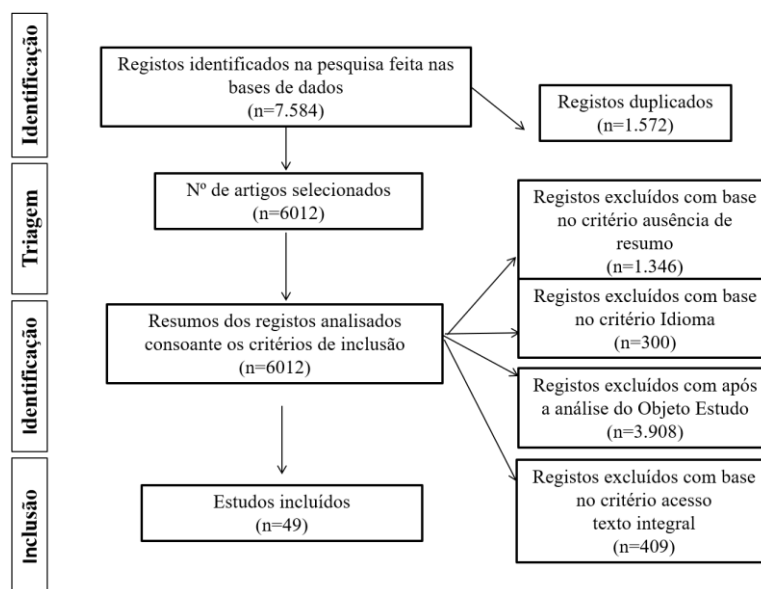 Identificação
Registos identificados na pesquisa feita nas
bases de dados
(n=7.584)
Registos duplicados
(n=1.572)
Triagem
Nº de artigos selecionados
(n=6012)
Registos excluídos com base
no critério ausência de
resumo
(n=1.346)
Identificação
Resumos dos registos analisados
consoante os critérios de inclusão
(n=6012)
Registos excluídos com base
no critério Idioma
(n=300)
Registos excluídos com após
a análise do Objeto Estudo
(n=3.908)
Inclusão
Estudos incluídos
(n=49)
Registos excluídos com base
no critério acesso
texto integral
(n=409)